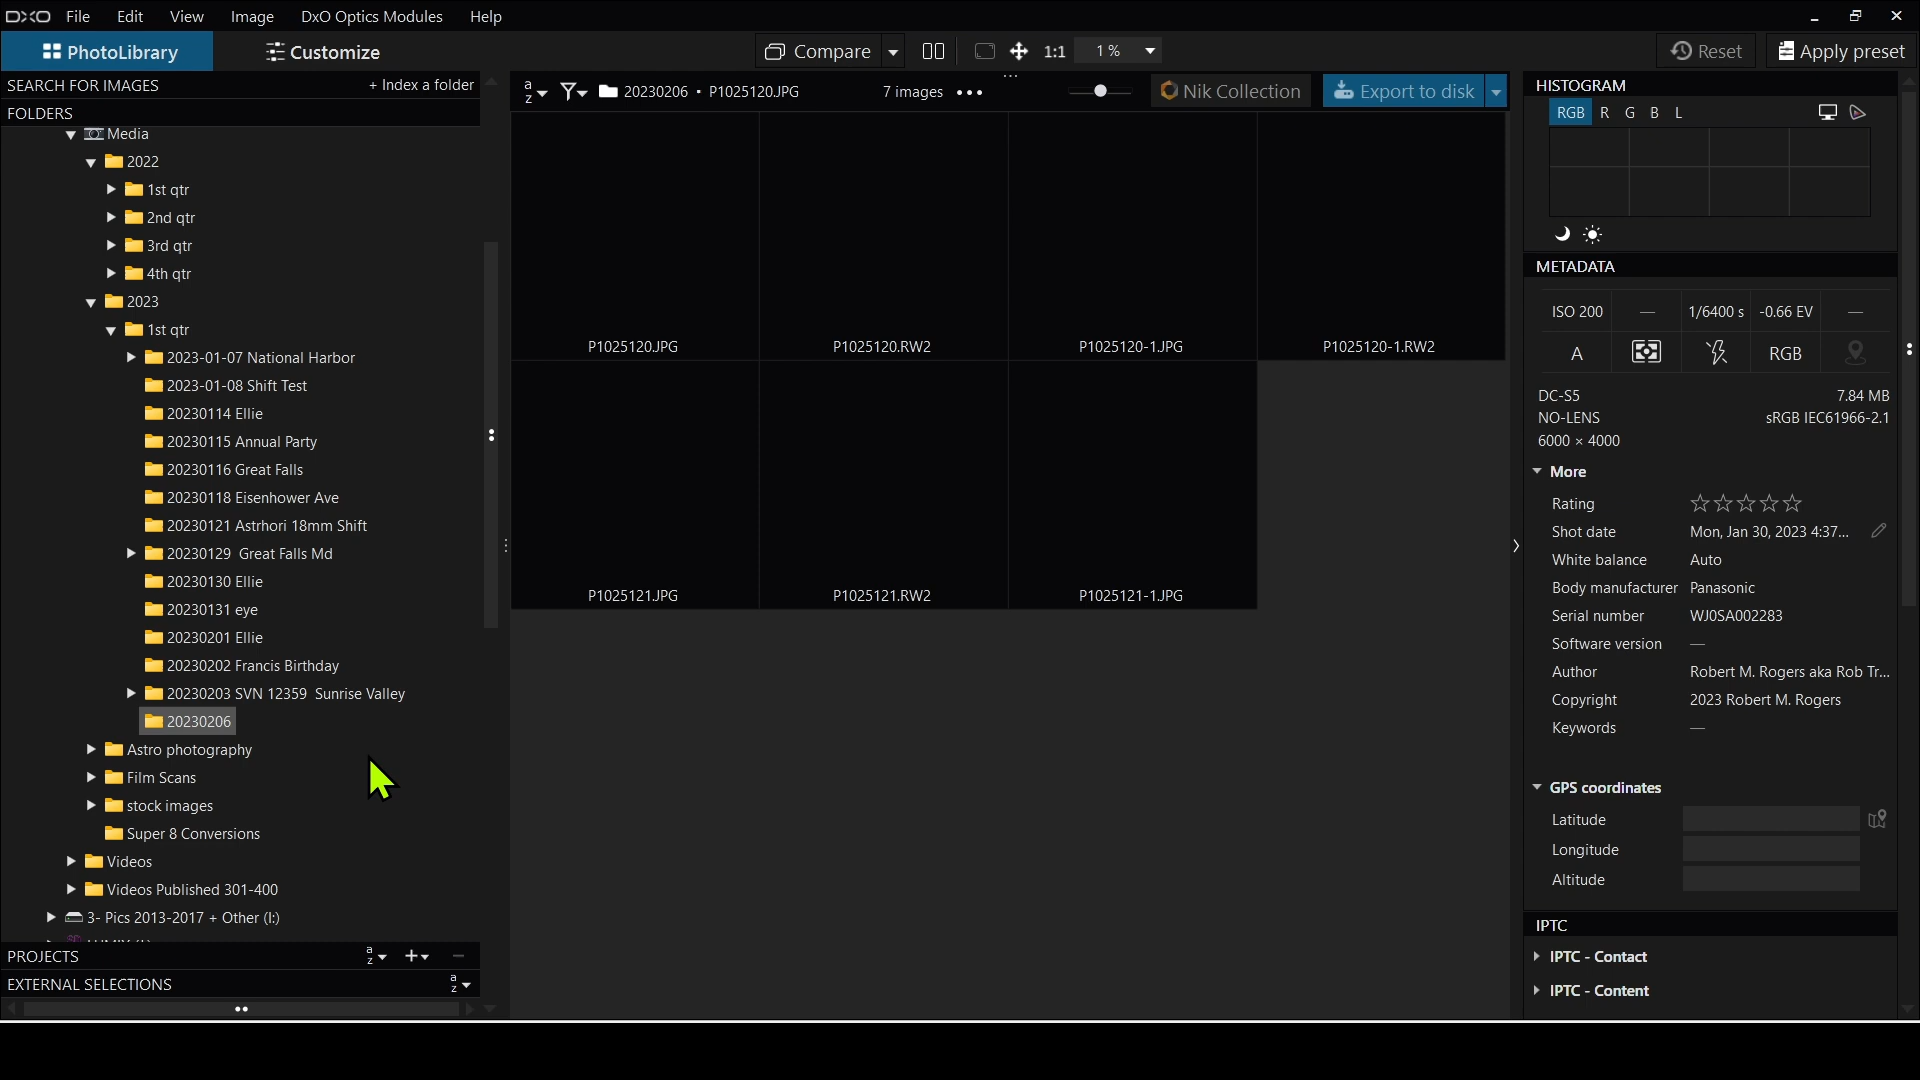 DXO File Edit View Image DxO Optics Modules Help
PhotoLibrary Customize Compare 1:1 1 % Reset Apply preset
SEARCH FOR IMAGES + Index a folder
a z 20230206 • P1025120.JPG 7 images ••• Nik Collection Export to disk
FOLDERS
Media
2022
1st qtr
2nd qtr
3rd qtr
4th qtr
2023
1st qtr
2023-01-07 National Harbor
2023-01-08 Shift Test
20230114 Ellie
20230115 Annual Party
20230116 Great Falls
20230118 Eisenhower Ave
20230121 Astrhori 18mm Shift
20230129 Great Falls Md
20230130 Ellie
20230131 eye
20230201 Ellie
20230202 Francis Birthday
20230203 SVN 12359 Sunrise Valley
20230206
Astro photography
Film Scans
stock images
Super 8 Conversions
Videos
Videos Published 301-400
3- Pics 2013-2017 + Other (I:)
PROJECTS a z
EXTERNAL SELECTIONS a z
P1025120.JPG P1025120.RW2 P1025120-1.JPG P1025120-1.RW2
P1025121.JPG P1025121.RW2 P1025121-1.JPG
HISTOGRAM
RGB R G B L
METADATA
ISO 200 — 1/6400 s -0.66 EV —
A RGB
DC-S5 7.84 MB
NO-LENS sRGB IEC61966-2.1
6000 × 4000
More
Rating
Shot date Mon, Jan 30, 2023 4:37...
White balance Auto
Body manufacturer Panasonic
Serial number WJ0SA002283
Software version —
Author Robert M. Rogers aka Rob Tr...
Copyright 2023 Robert M. Rogers
Keywords —
GPS coordinates
Latitude
Longitude
Altitude
IPTC
IPTC - Contact
IPTC - Content